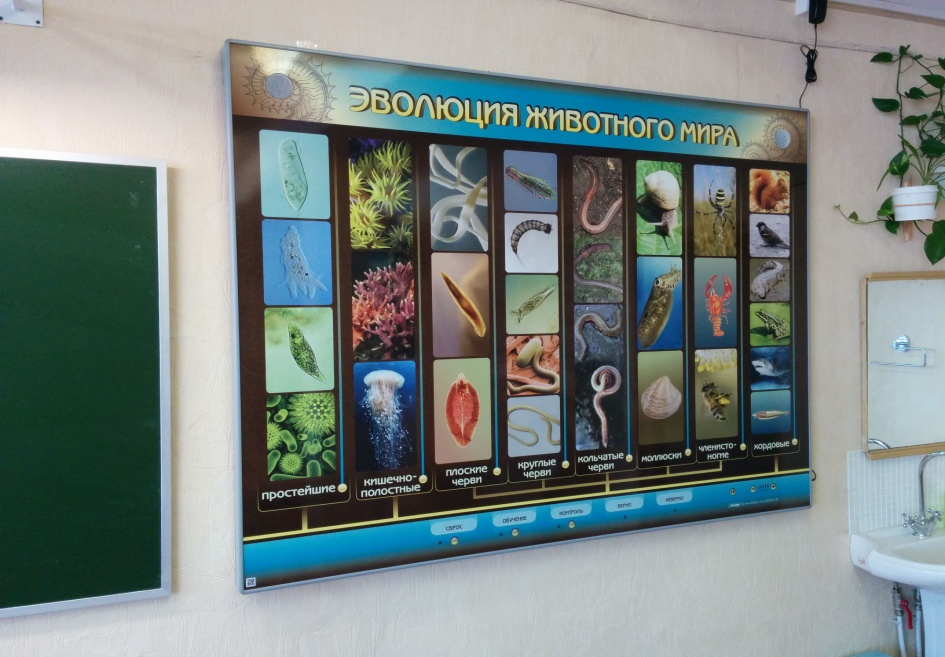 ЭВОЛЮЦИЯ ЖИВОТНОГО МИРА
простейшие
кишечно-
полостные
плоские
черви
круглые
черви
кольчатые
черви
моллюски
членисто-
ногие
хордовые
СБРОС
ОБУЧЕНИЕ
КОНТРОЛЬ
ВЕРНО
НЕВЕРНО